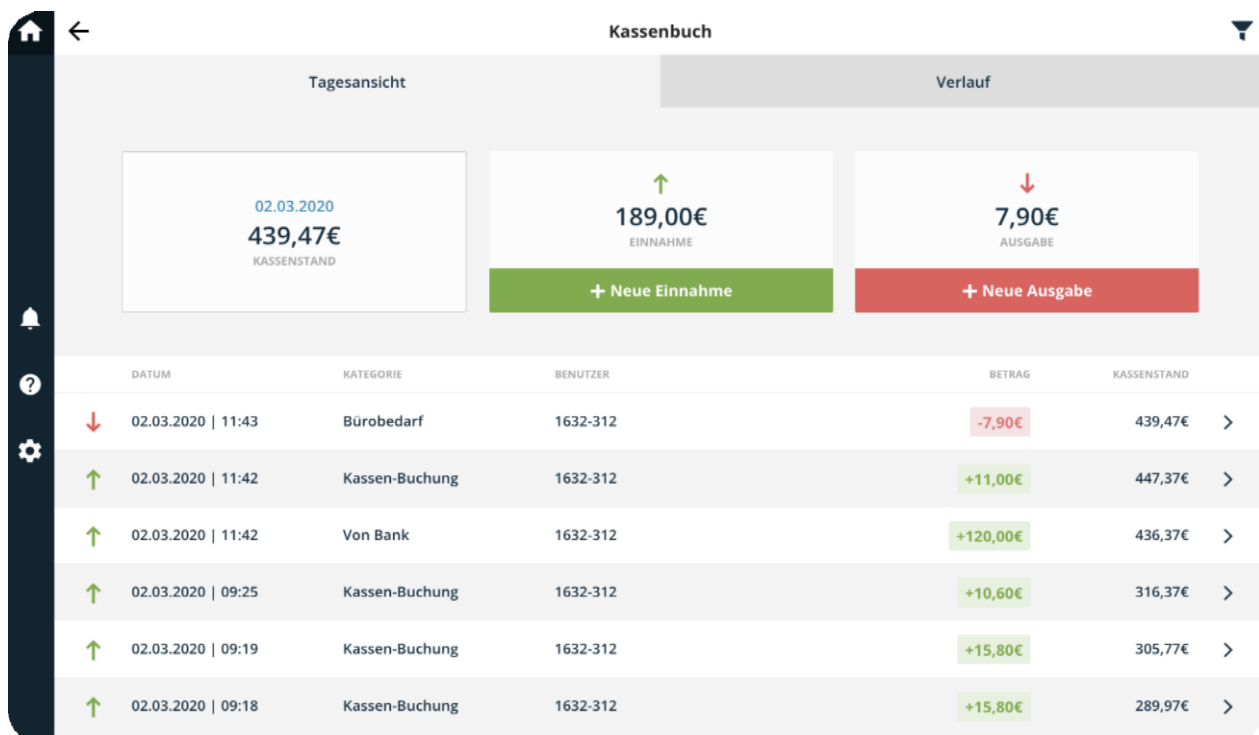 Kassenbuch
Tagesansicht Verlauf
02.03.2020
439,47€
KASSENSTAND
189,00€
EINNAHME
+ Neue Einnahme
7,90€
AUSGABE
+ Neue Ausgabe
DATUM KATEGORIE BENUTZER BETRAG KASSENSTAND
02.03.2020 | 11:43 Bürobedarf 1632-312 -7,90€ 439,47€
02.03.2020 | 11:42 Kassen-Buchung 1632-312 +11,00€ 447,37€
02.03.2020 | 11:42 Von Bank 1632-312 +120,00€ 436,37€
02.03.2020 | 09:25 Kassen-Buchung 1632-312 +10,60€ 316,37€
02.03.2020 | 09:19 Kassen-Buchung 1632-312 +15,80€ 305,77€
02.03.2020 | 09:18 Kassen-Buchung 1632-312 +15,80€ 289,97€